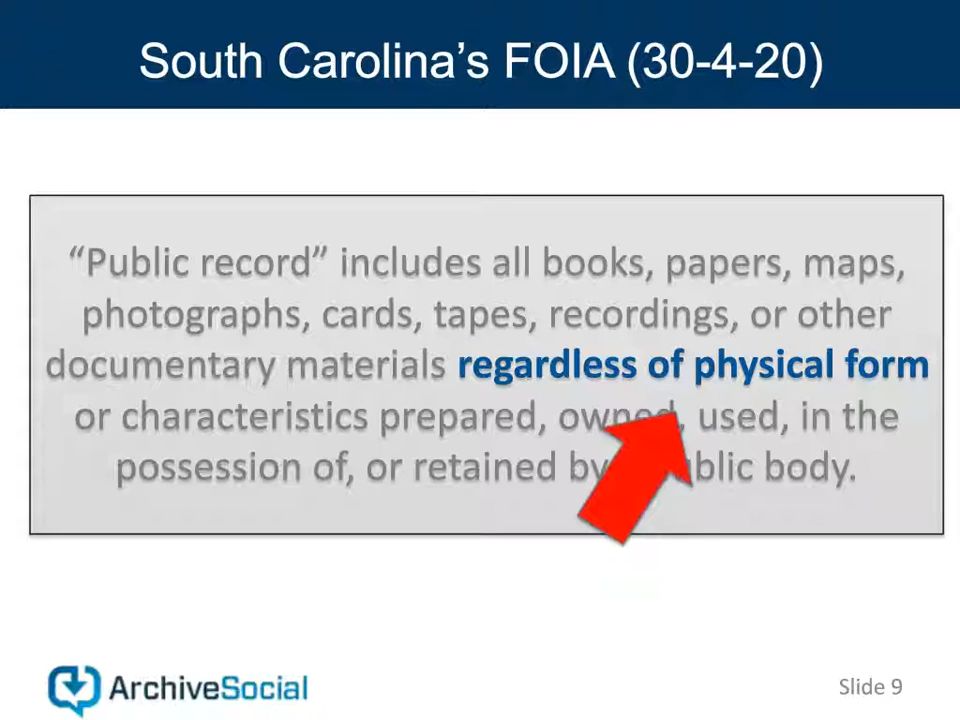 South Carolina's FOIA (30-4-20)
“Public record” includes all books, papers, maps,
photographs, cards, tapes, recordings, or other
documentary materials regardless of physical form
or characteristics prepared, owned, used, in the
possession of, or retained by public body.
ArchiveSocial
Slide 9